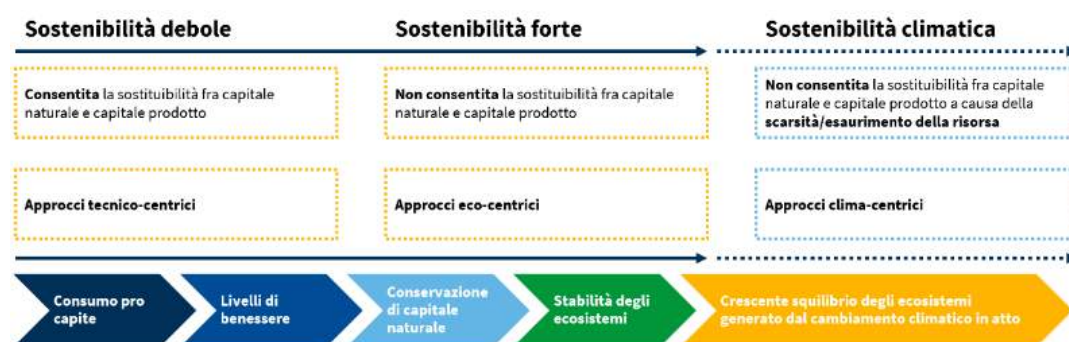 Sostenibilità debole
Sostenibilità forte
Sostenibilità climatica
Consentita la sostituibilità fra capitale
naturale e capitale prodotto
Non consentita la sostituibilità fra capitale
naturale e capitale prodotto
Non consentita la sostituibilità fra capitale
naturale e capitale prodotto a causa della
scarsità/esaurimento della risorsa
Approcci tecnico-centrici
Approcci eco-centrici
Approcci clima-centrici
Consumo pro
capite
Livelli di
benessere
Conservazione
di capitale
naturale
Stabilità degli
ecosistemi
Crescente squilibrio degli ecosistemi
generato dal cambiamento climatico in atto